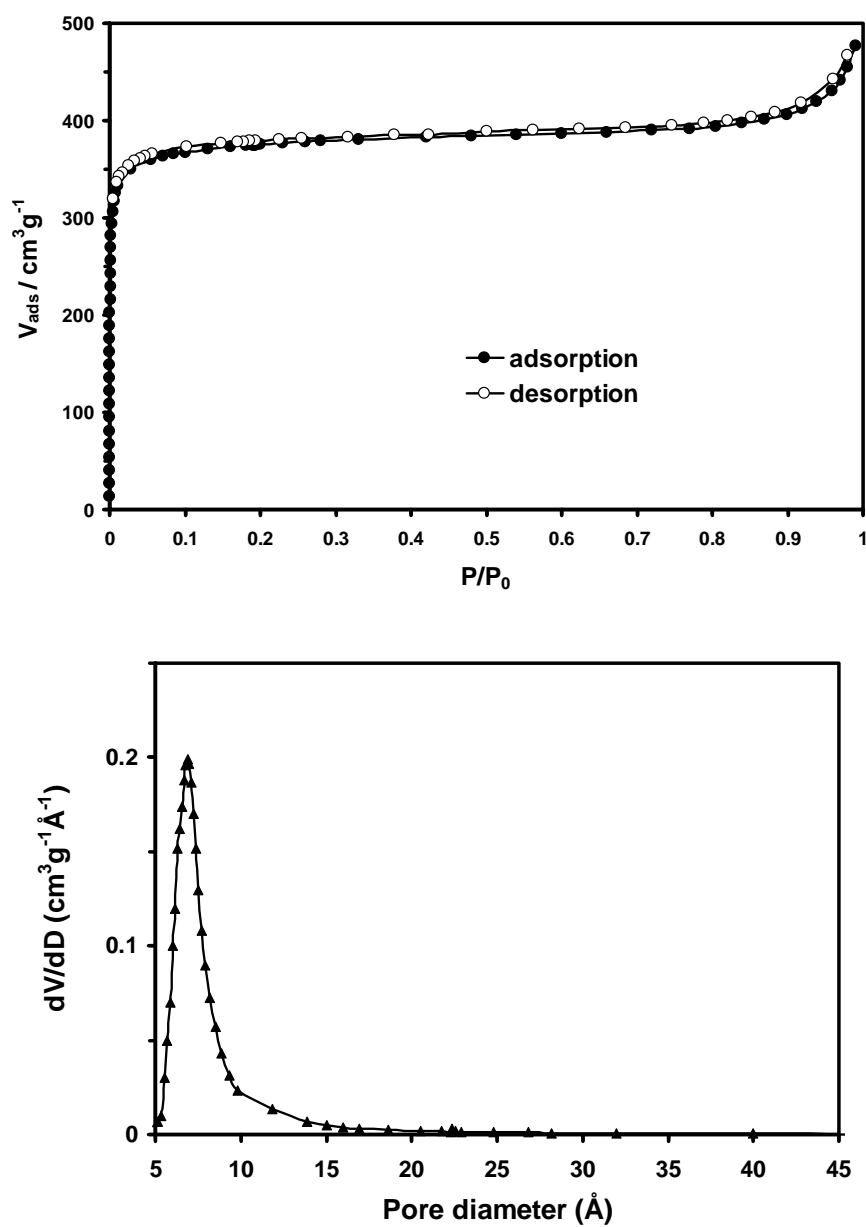 500
400
300
200
100
0
V_ads / cm³g⁻¹
adsorption
desorption
0 0.1 0.2 0.3 0.4 0.5 0.6 0.7 0.8 0.9 1
P/P₀
0.2
0.1
0
dV/dD (cm³g⁻¹Å⁻¹)
5 10 15 20 25 30 35 40 45
Pore diameter (Å)